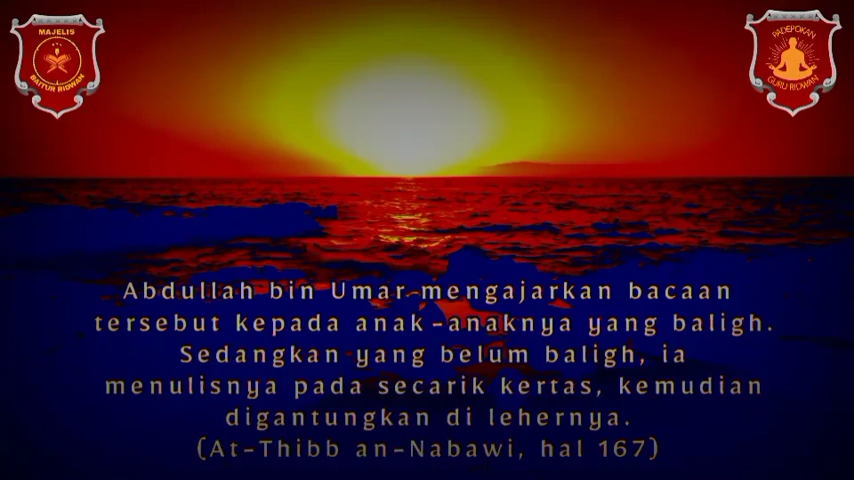 MAJELIS
BAITUR RIDWAN
PADEPOKAN
GURU RIDWAN
Abdullah bin Umar mengajarkan bacaan
tersebut kepada anak-anaknya yang baligh.
Sedangkan yang belum baligh, ia
menulisnya pada secarik kertas, kemudian
digantungkan di lehernya.
(At-Thibb an-Nabawi, hal 167)